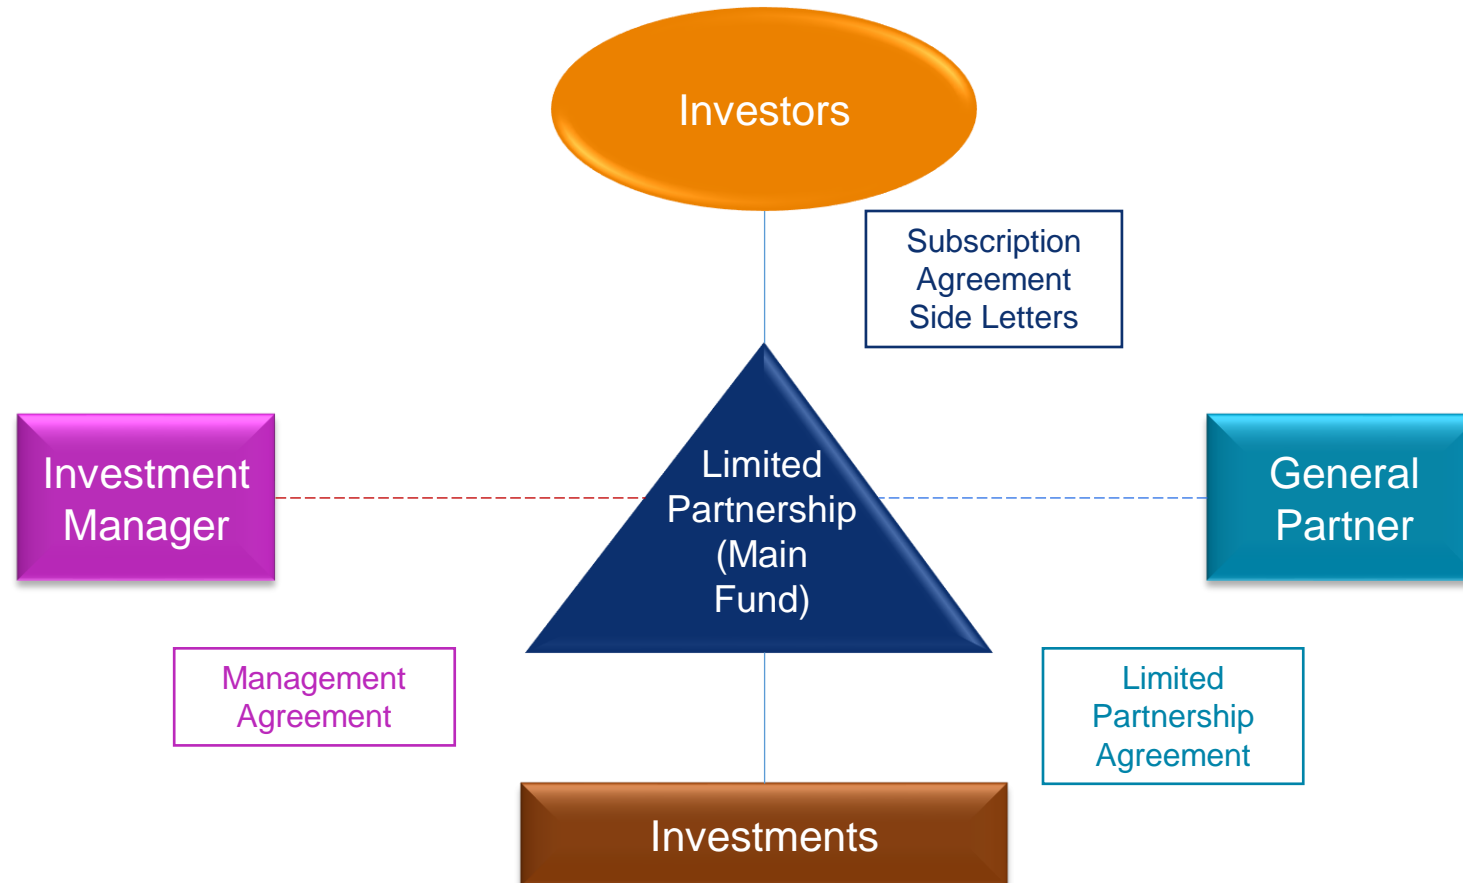 Investors
Subscription
Agreement
Side Letters
Investment
Manager
Limited
Partnership
(Main
Fund)
General
Partner
Management
Agreement
Limited
Partnership
Agreement
Investments